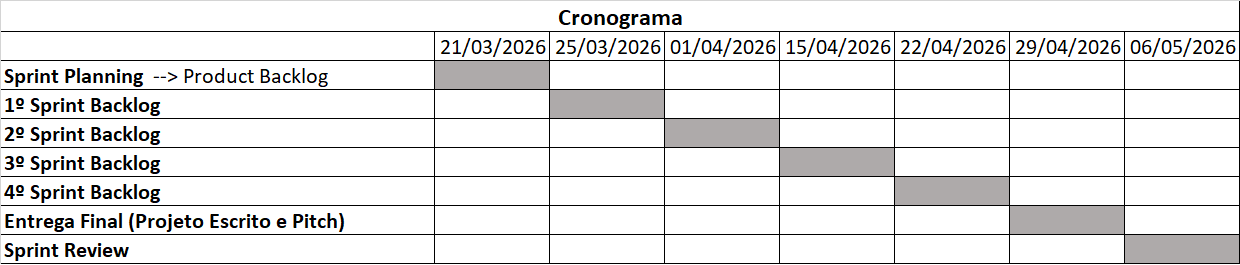 Cronograma
21/03/2026 25/03/2026 01/04/2026 15/04/2026 22/04/2026 29/04/2026 06/05/2026
Sprint Planning --> Product Backlog
1º Sprint Backlog
2º Sprint Backlog
3º Sprint Backlog
4º Sprint Backlog
Entrega Final (Projeto Escrito e Pitch)
Sprint Review